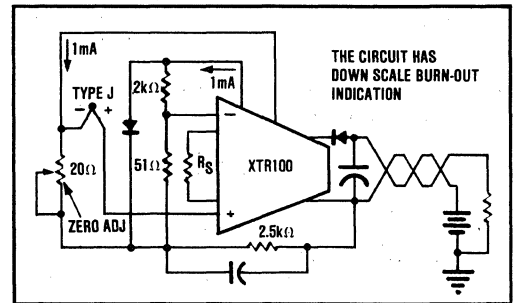 1mA
TYPE J
- +
20Ω
ZERO ADJ
2kΩ
1mA
51Ω
RS
−
+
XTR100
2.5kΩ
THE CIRCUIT HAS
DOWN SCALE BURN-OUT
INDICATION